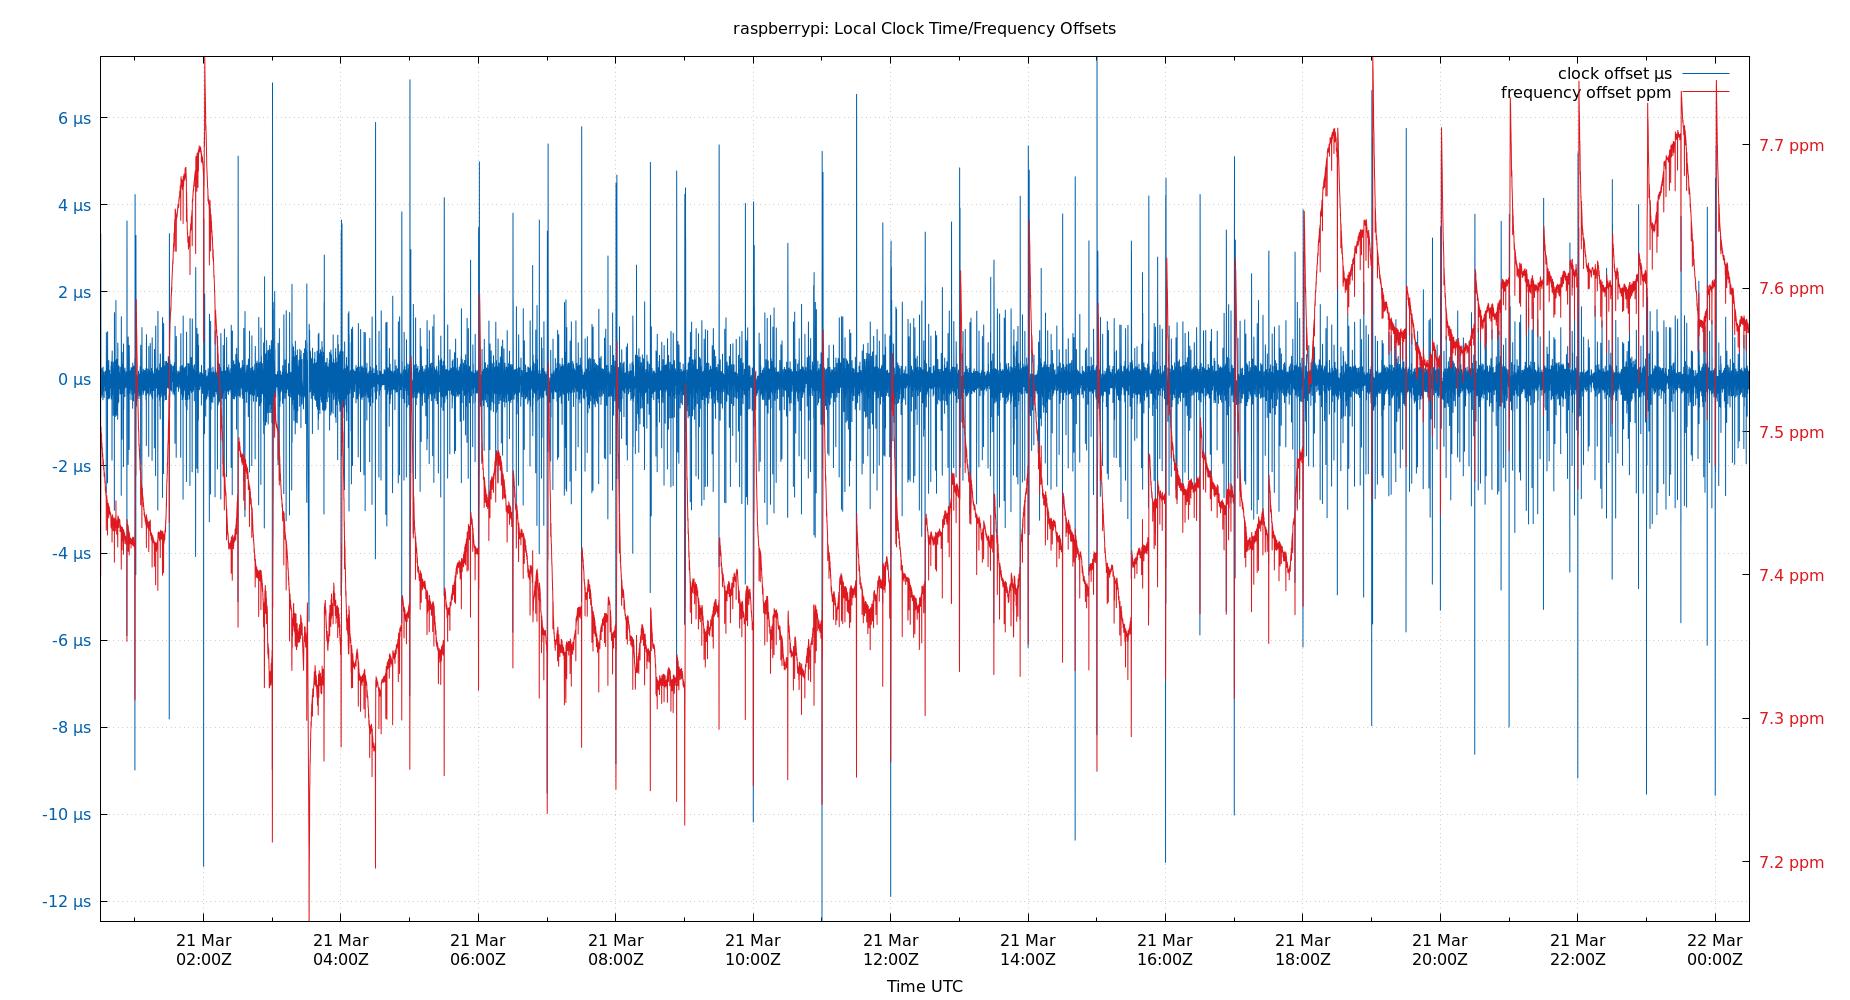 raspberrypi: Local Clock Time/Frequency Offsets
clock offset µs
frequency offset ppm
6 µs
4 µs
2 µs
0 µs
-2 µs
-4 µs
-6 µs
-8 µs
-10 µs
-12 µs
7.7 ppm
7.6 ppm
7.5 ppm
7.4 ppm
7.3 ppm
7.2 ppm
21 Mar 21 Mar 21 Mar 21 Mar 21 Mar 21 Mar 21 Mar 21 Mar 21 Mar 21 Mar 21 Mar 22 Mar
02:00Z 04:00Z 06:00Z 08:00Z 10:00Z 12:00Z 14:00Z 16:00Z 18:00Z 20:00Z 22:00Z 00:00Z
Time UTC